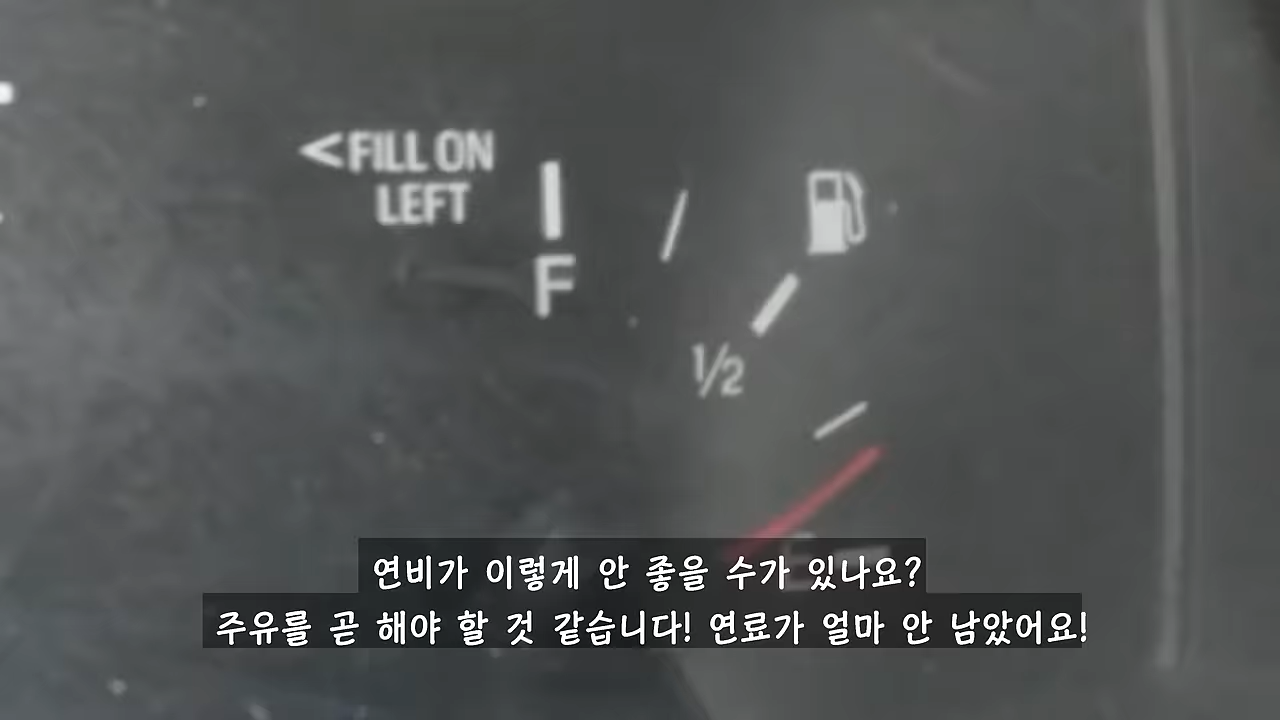 <FILL ON
LEFT
F
1/2
E
연비가 이렇게 안 좋을 수가 있나요?
주유를 곧 해야 할 것 같습니다! 연료가 얼마 안 남았어요!